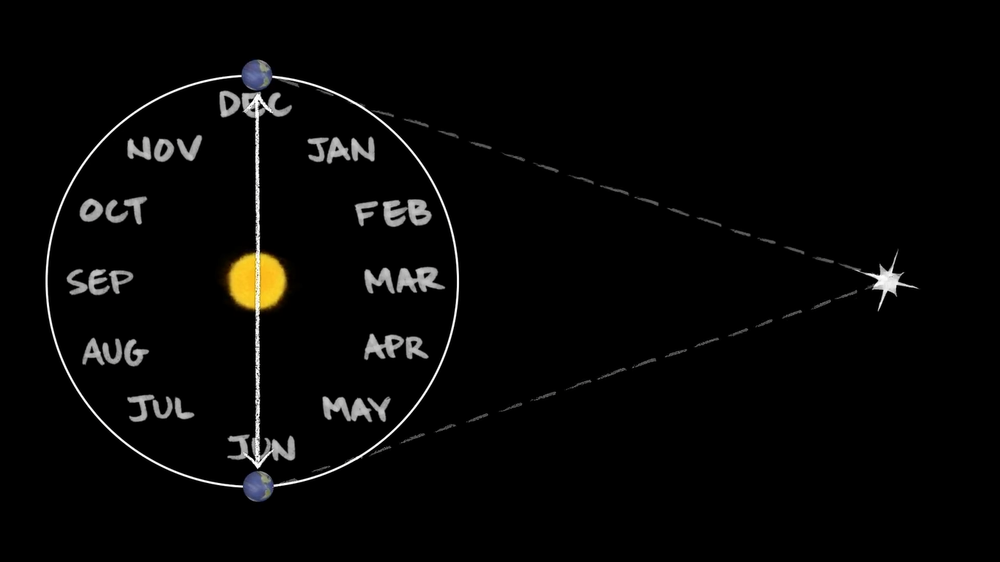 DEC
NOV JAN
OCT FEB
SEP MAR
AUG APR
JUL MAY
JUN